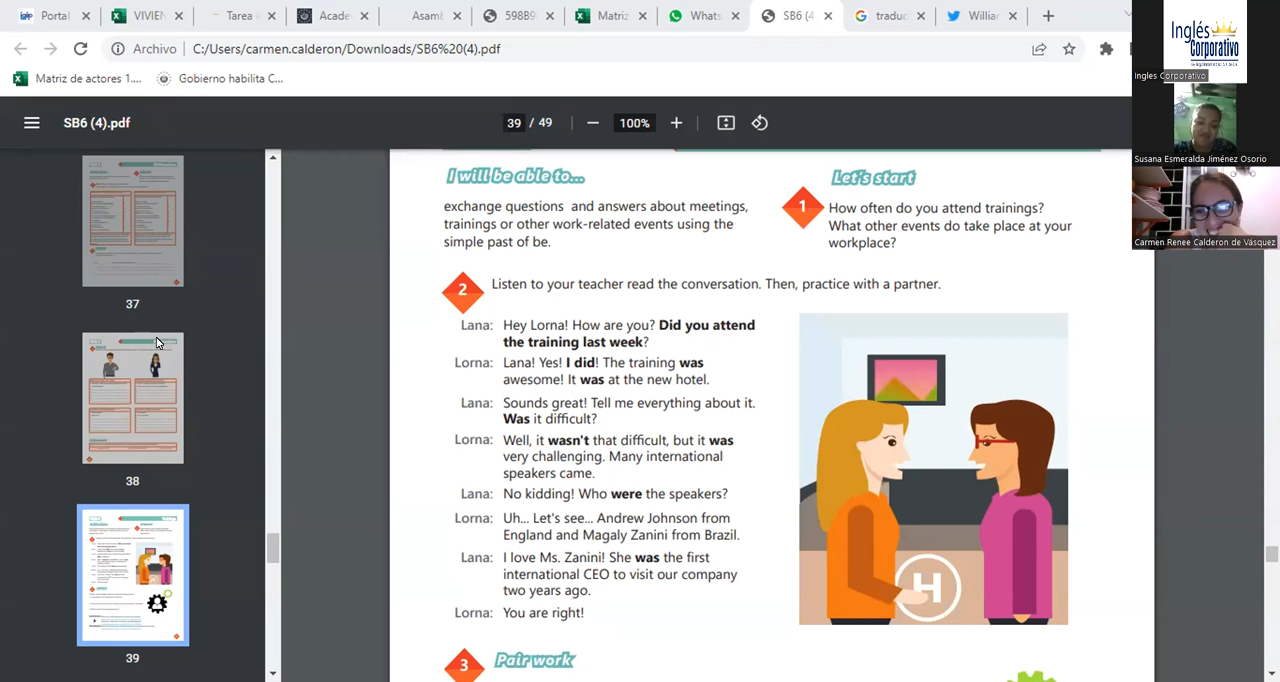 Portal
VIVIEN
Tarea
Acade
Asaml
598B9
Matriz
Whats
SB6 (4)
traduc
Willian
Archivo
C:/Users/carmen.calderon/Downloads/SB6%20(4).pdf
Matriz de actores 1....
Gobierno habilita C...
SB6 (4).pdf
39 / 49
100%
37
38
39
I will be able to...
exchange questions and answers about meetings,
trainings or other work-related events using the
simple past of be.
Let's start
1
How often do you attend trainings?
What other events do take place at your
workplace?
2
Listen to your teacher read the conversation. Then, practice with a partner.
Lana: Hey Lorna! How are you? Did you attend
the training last week?
Lorna: Lana! Yes! I did! The training was
awesome! It was at the new hotel.
Lana: Sounds great! Tell me everything about it.
Was it difficult?
Lorna: Well, it wasn't that difficult, but it was
very challenging. Many international
speakers came.
Lana: No kidding! Who were the speakers?
Lorna: Uh... Let's see... Andrew Johnson from
England and Magaly Zanini from Brazil.
Lana: I love Ms. Zanini! She was the first
international CEO to visit our company
two years ago.
Lorna: You are right!
H
3
Pair work
Inglés
Corporativo
Ingles Corporativo
Susana Esmeralda Jiménez Osorio
Carmen Renee Calderon de Vásquez